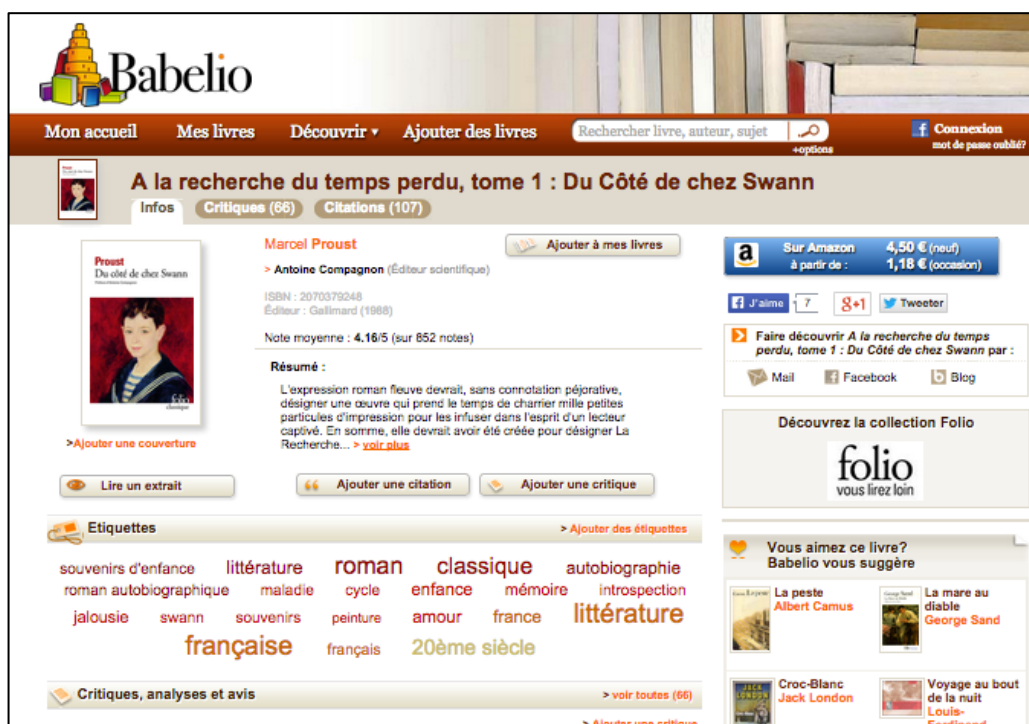 Babelio
Mon accueil Mes livres Découvrir ▾ Ajouter des livres Rechercher livre, auteur, sujet +options Connexion mot de passe oublié?
A la recherche du temps perdu, tome 1 : Du Côté de chez Swann
Infos Critiques (66) Citations (107)
Proust
Du côté de chez Swann
folio
classique
>Ajouter une couverture
Lire un extrait
Marcel Proust
Ajouter à mes livres
> Antoine Compagnon (Éditeur scientifique)
ISBN : 2070379248
Éditeur : Gallimard (1988)
Note moyenne : 4.16/5 (sur 852 notes)
Résumé :
L'expression roman fleuve devrait, sans connotation péjorative,
désigner une œuvre qui prend le temps de charrier mille petites
particules d'impression pour les infuser dans l'esprit d'un lecteur
captivé. En somme, elle devrait avoir été créée pour désigner La
Recherche... > voir plus
Ajouter une citation Ajouter une critique
Etiquettes > Ajouter des étiquettes
souvenirs d'enfance littérature roman classique autobiographie
roman autobiographique maladie cycle enfance mémoire introspection
jalousie swann souvenirs peinture amour france littérature
française français 20ème siècle
Critiques, analyses et avis > voir toutes (66)
> Ajouter une critique
a Sur Amazon 4,50 € (neuf)
à partir de : 1,18 € (occasion)
J'aime 7 g+1 Tweeter
Faire découvrir A la recherche du temps
perdu, tome 1 : Du Côté de chez Swann par :
Mail Facebook Blog
Découvrez la collection Folio
folio
vous lirez loin
Vous aimez ce livre?
Babelio vous suggère
La peste
Albert Camus
La mare au
diable
George Sand
Croc-Blanc
Jack London
Voyage au bout
de la nuit
Louis-
Ferdinand